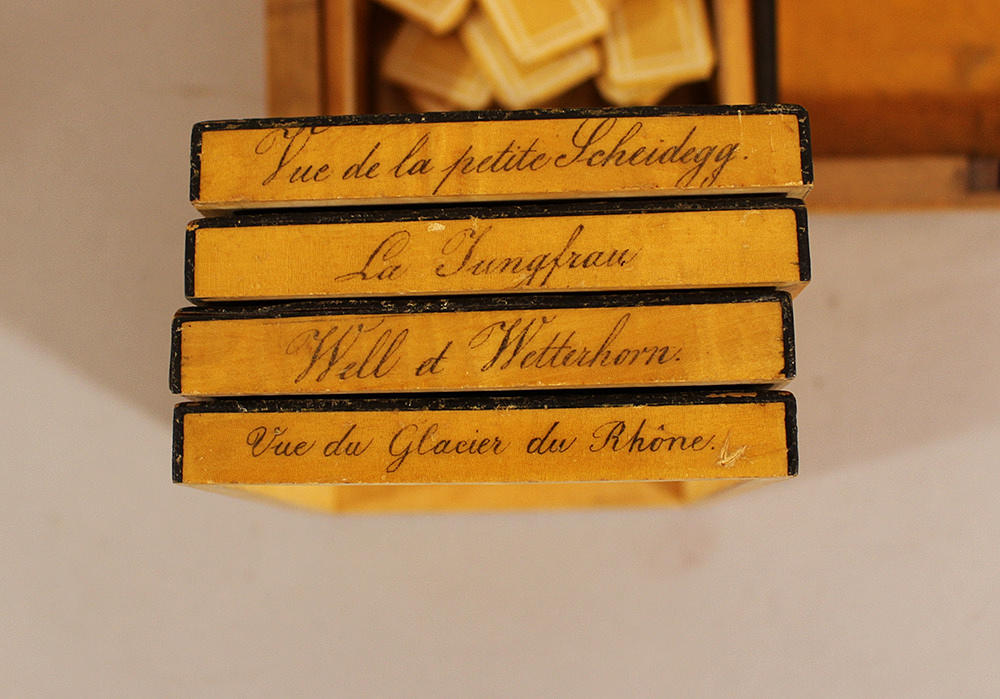 Vue de la petite Scheidegg.
La Jungfrau
Well et Wetterhorn.
Vue du Glacier du Rhône.